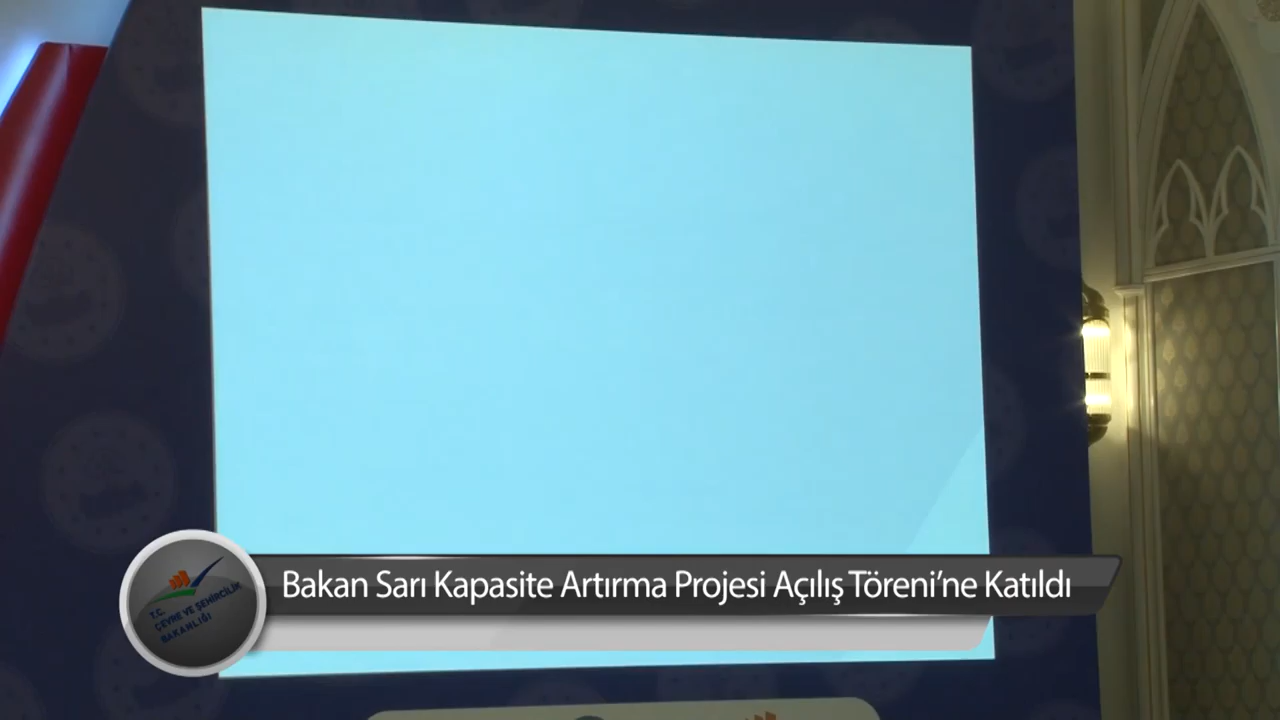 Bakan Sarı Kapasite Artırma Projesi Açılış Töreni’ne Katıldı
T.C.
ÇEVRE VE ŞEHİRCİLİK
BAKANLIĞI